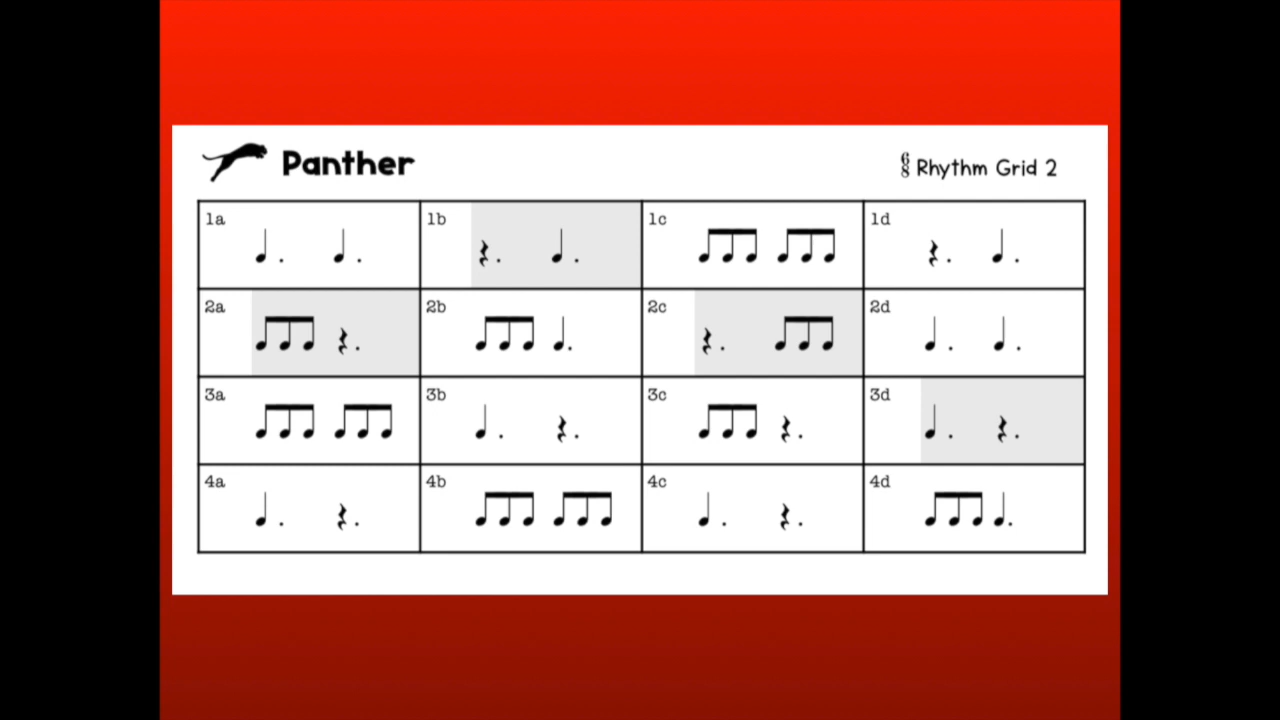 Panther
6/8 Rhythm Grid 2
1a
1b
1c
1d
2a
2b
2c
2d
3a
3b
3c
3d
4a
4b
4c
4d